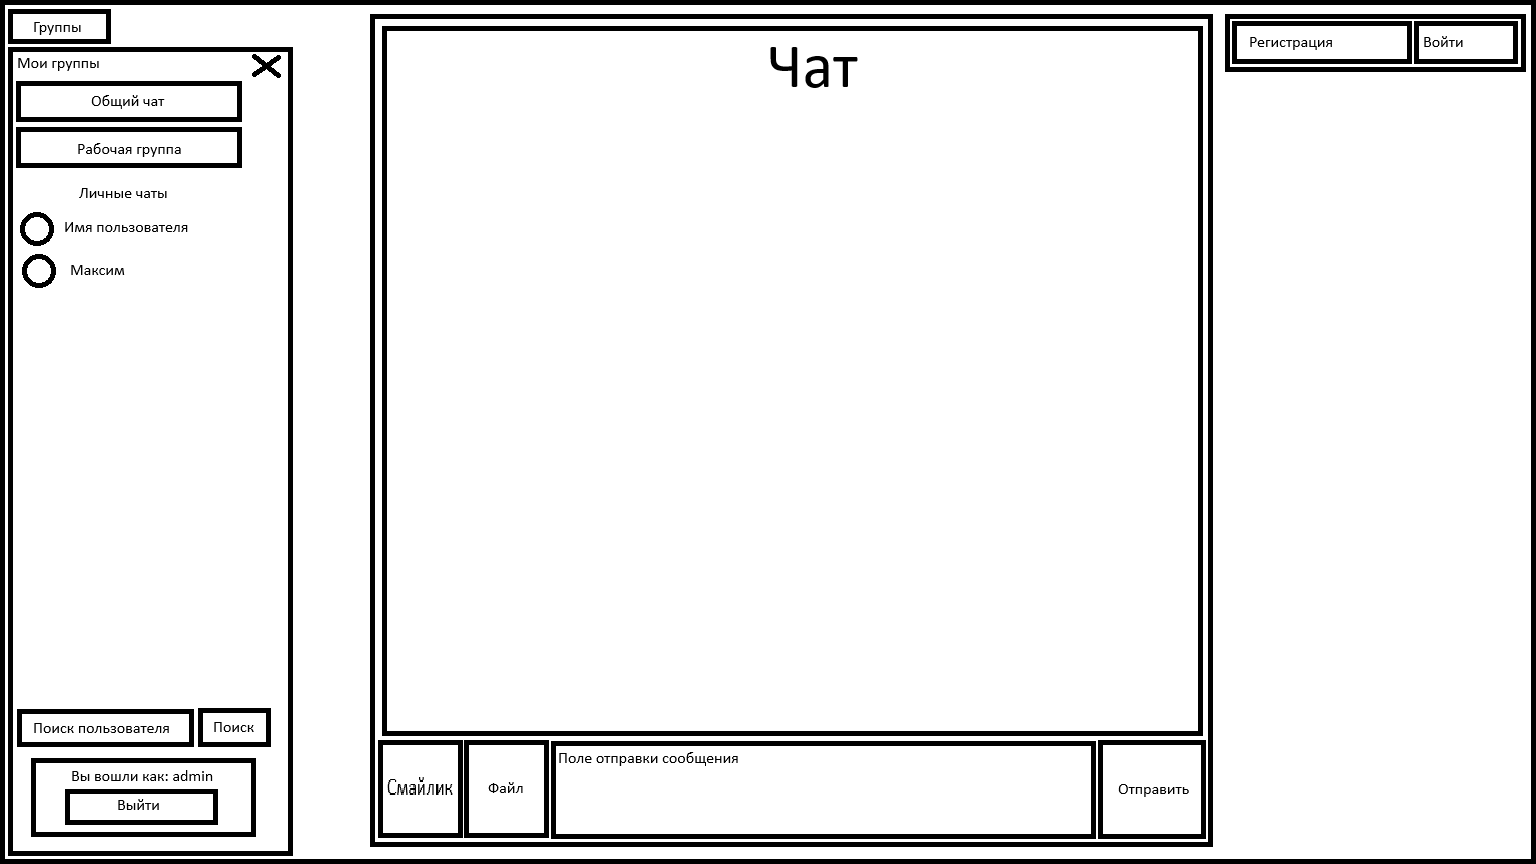 Группы
Мои группы
Общий чат
Рабочая группа
Личные чаты
Имя пользователя
Максим
Поиск пользователя
Поиск
Вы вошли как: admin
Выйти
Чат
Смайлик
Файл
Поле отправки сообщения
Отправить
Регистрация
Войти